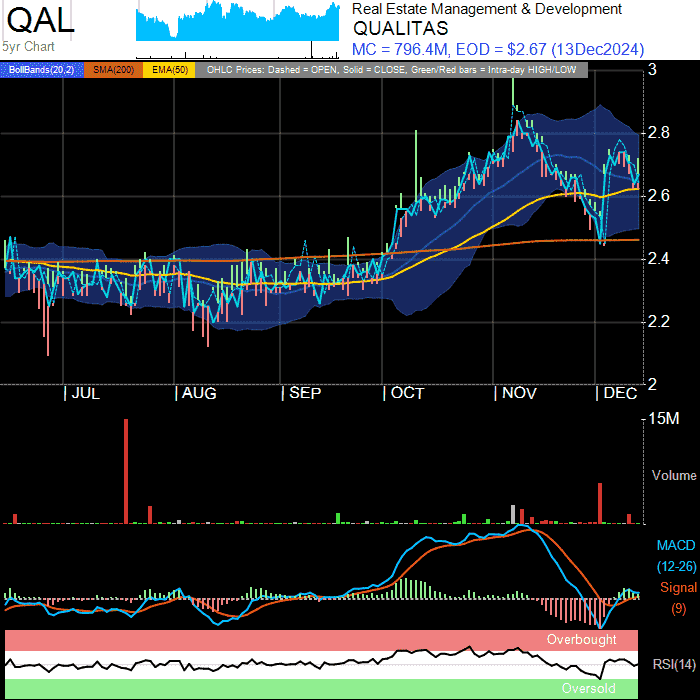 QAL
5yr Chart
Real Estate Management & Development
QUALITAS
MC = 796.4M, EOD = $2.67 (13Dec2024)
BollBands(20,2) SMA(200) EMA(50) OHLC Prices: Dashed = OPEN, Solid = CLOSE, Green/Red bars = Intra-day HIGH/LOW
3
2.8
2.6
2.4
2.2
2
JUL AUG SEP OCT NOV DEC
15M
Volume
MACD
(12-26)
Signal
(9)
Overbought
RSI(14)
Oversold